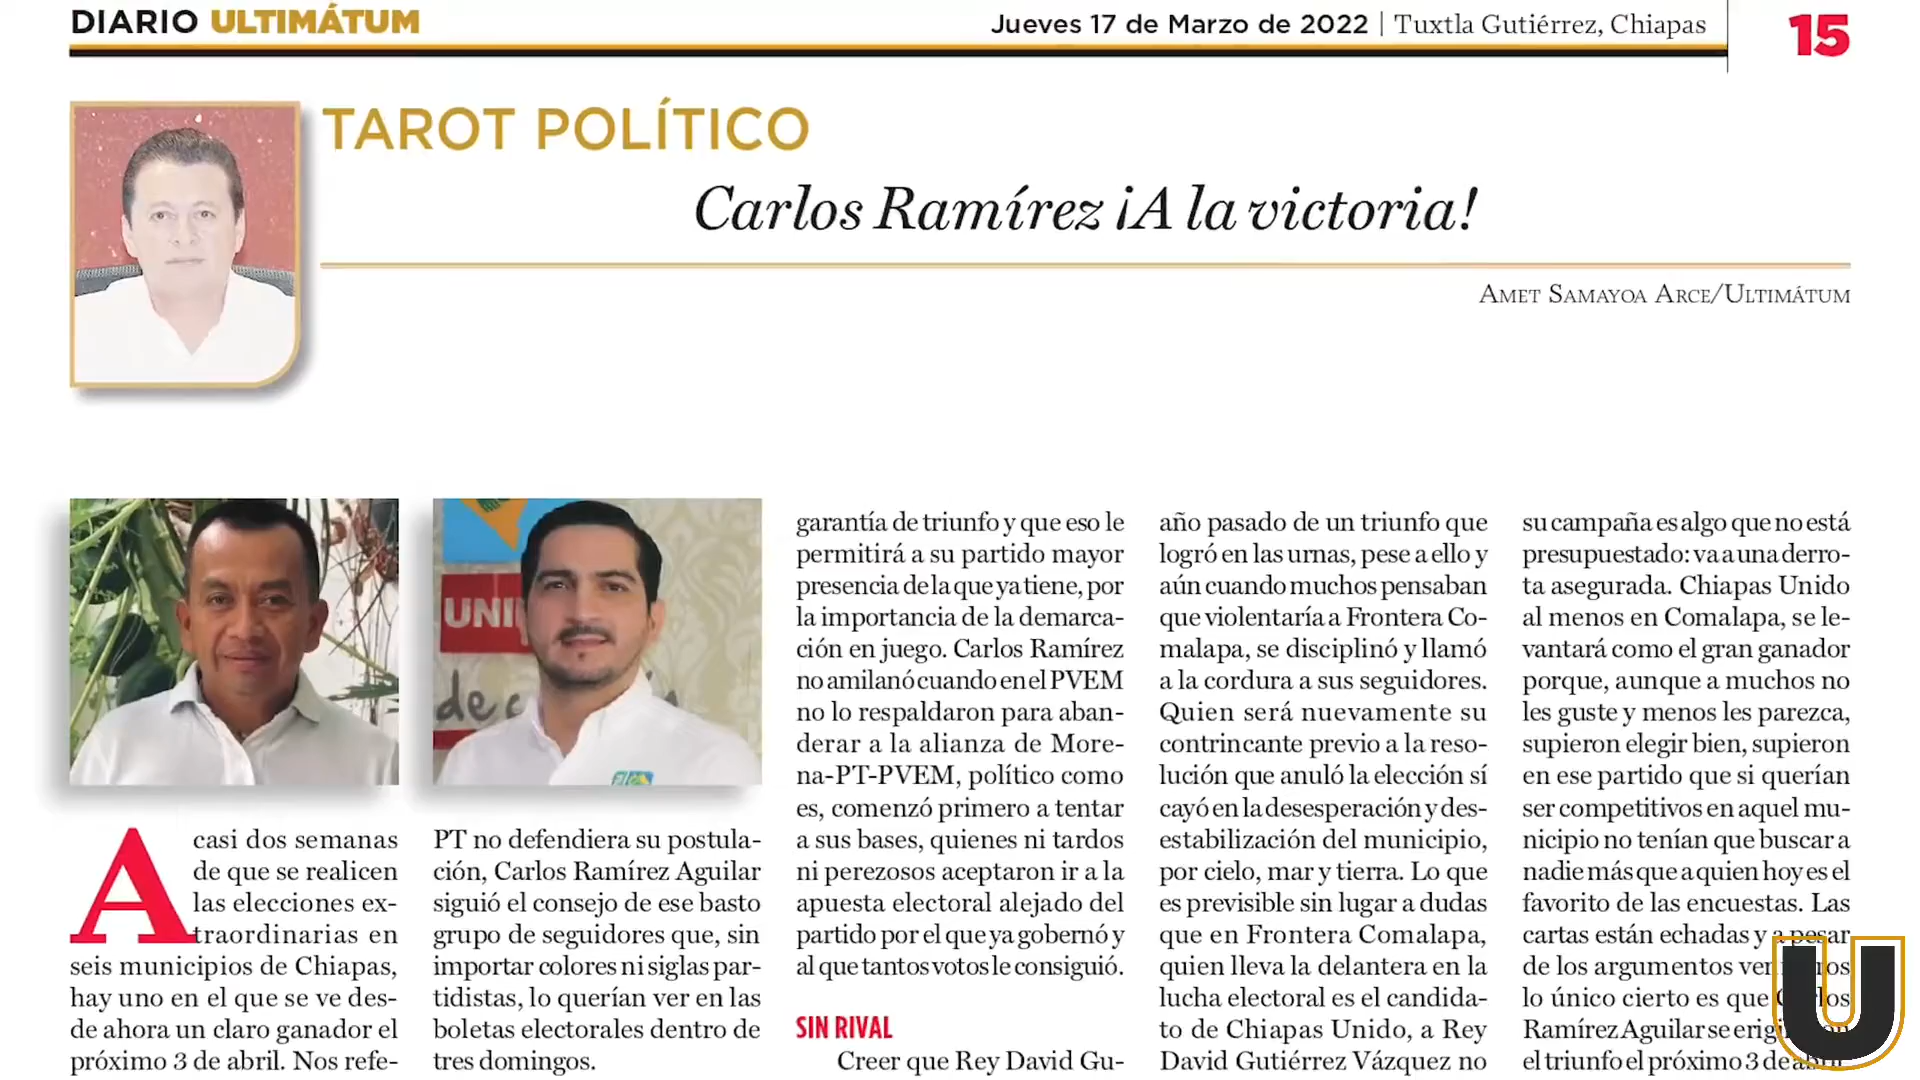 DIARIO ULTIMÁTUM
Jueves 17 de Marzo de 2022 | Tuxtla Gutiérrez, Chiapas
15
TAROT POLÍTICO
Carlos Ramírez ¡A la victoria!
Amet Samayoa Arce/Ultimátum
A casi dos semanas
de que se realicen
las elecciones ex-
traordinarias en
seis municipios de Chiapas,
hay uno en el que se ve des-
de ahora un claro ganador el
próximo 3 de abril. Nos refe-
UNI
de c
PT no defendiera su postula-
ción, Carlos Ramírez Aguilar
siguió el consejo de ese basto
grupo de seguidores que, sin
importar colores ni siglas par-
tidistas, lo querían ver en las
boletas electorales dentro de
tres domingos.
garantía de triunfo y que eso le
permitirá a su partido mayor
presencia de la que ya tiene, por
la importancia de la demarca-
ción en juego. Carlos Ramírez
no amilanó cuando en el PVEM
no lo respaldaron para aban-
derar a la alianza de More-
na-PT-PVEM, político como
es, comenzó primero a tentar
a sus bases, quienes ni tardos
ni perezosos aceptaron ir a la
apuesta electoral alejado del
partido por el que ya gobernó y
al que tantos votos le consiguió.
SIN RIVAL
Creer que Rey David Gu-
año pasado de un triunfo que
logró en las urnas, pese a ello y
aún cuando muchos pensaban
que violentaría a Frontera Co-
malapa, se disciplinó y llamó
a la cordura a sus seguidores.
Quien será nuevamente su
contrincante previo a la reso-
lución que anuló la elección sí
cayó en la desesperación y des-
estabilización del municipio,
por cielo, mar y tierra. Lo que
es previsible sin lugar a dudas
que en Frontera Comalapa,
quien lleva la delantera en la
lucha electoral es el candida-
to de Chiapas Unido, a Rey
David Gutiérrez Vázquez no
su campaña es algo que no está
presupuestado: va a una derro-
ta asegurada. Chiapas Unido
al menos en Comalapa, se le-
vantará como el gran ganador
porque, aunque a muchos no
les guste y menos les parezca,
supieron elegir bien, supieron
en ese partido que si querían
ser competitivos en aquel mu-
nicipio no tenían que buscar a
nadie más que a quien hoy es el
favorito de las encuestas. Las
cartas están echadas y a pesar
de los argumentos
lo único cierto es que Carlos
Ramírez Aguilar se
el triunfo el próximo 3 de abril.
U